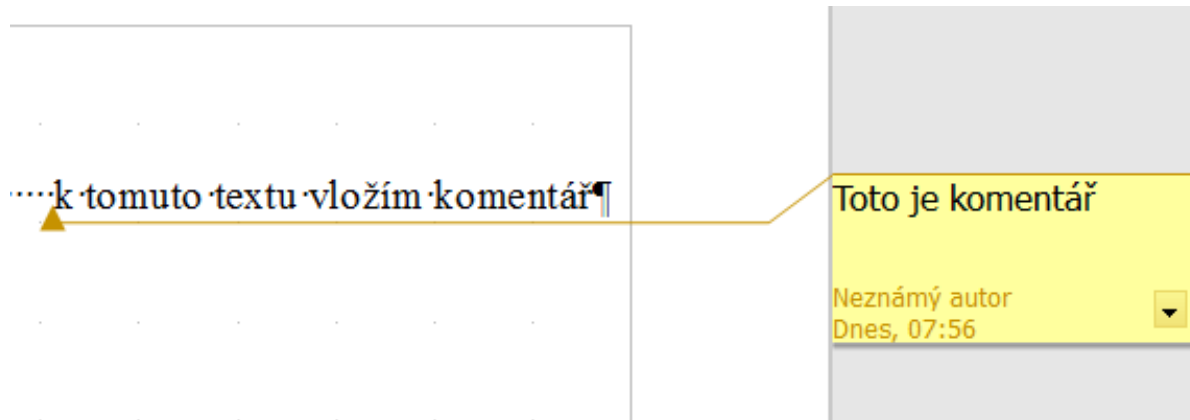 k tomuto textu vložím komentář¶
Toto je komentář
Neznámý autor
Dnes, 07:56